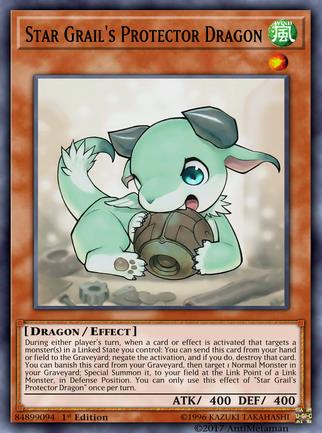 STAR GRAIL'S PROTECTOR DRAGON
WIND
風
[DRAGON / EFFECT]
During either player's turn, when a card or effect is activated that targets a
monster(s) in a Linked State you control: You can send this card from your hand
or field to the Graveyard; negate the activation, and if you do, destroy that card.
You can banish this card from your Graveyard, then target 1 Normal Monster in
your Graveyard; Special Summon it, to your field at the Link Point of a Link
Monster, in Defense Position. You can only use this effect of "Star Grail's
Protector Dragon" once per turn.
ATK/ 400 DEF/ 400
84899094 1st Edition ©1996 KAZUKI TAKAHASHI
©2017 AntiMetaman